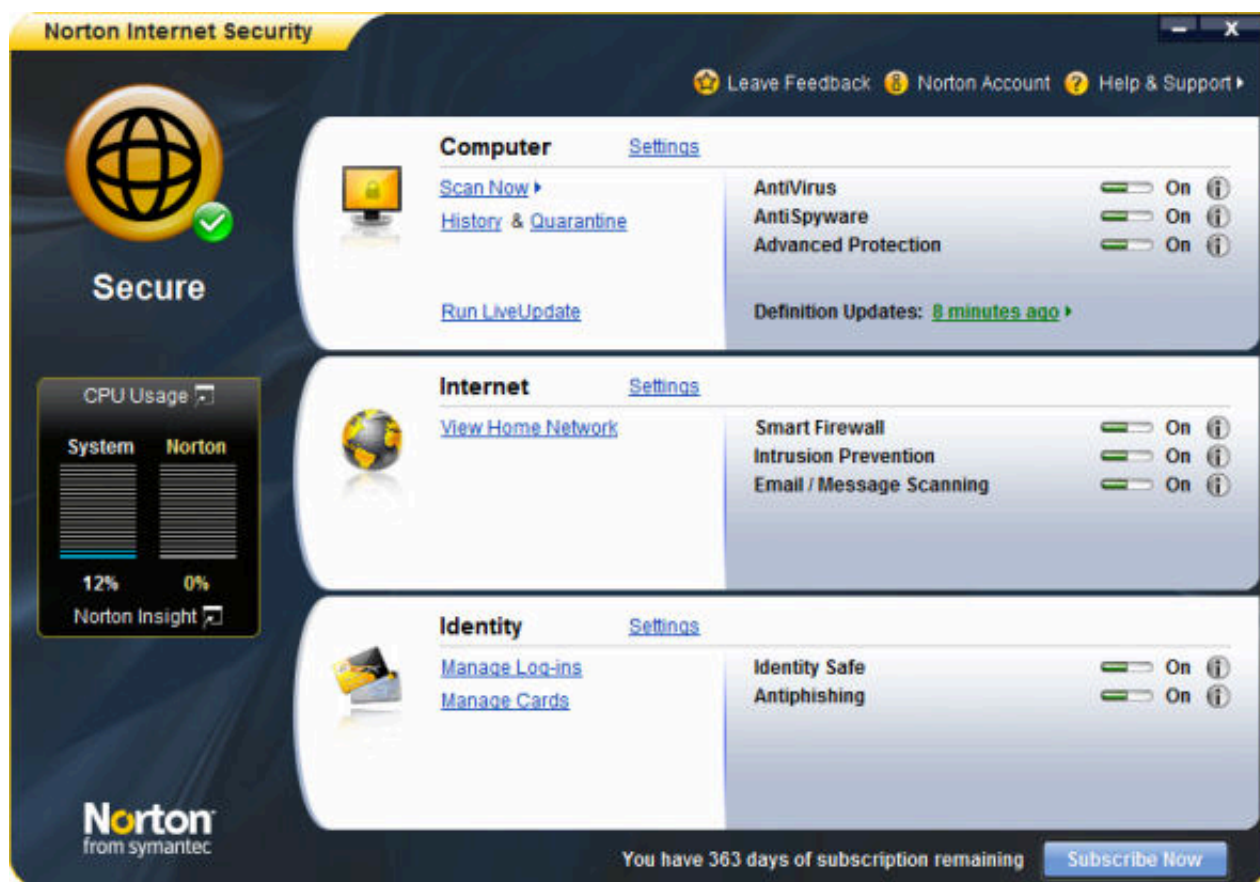 Norton Internet Security
Leave Feedback Norton Account Help & Support
Secure
Computer Settings
Scan Now
History & Quarantine
Run LiveUpdate
AntiVirus On
AntiSpyware On
Advanced Protection On
Definition Updates: 8 minutes ago
CPU Usage
System Norton
12% 0%
Norton Insight
Internet Settings
View Home Network
Smart Firewall On
Intrusion Prevention On
Email / Message Scanning On
Identity Settings
Manage Log-ins
Manage Cards
Identity Safe On
Antiphishing On
Norton
from symantec
You have 363 days of subscription remaining Subscribe Now